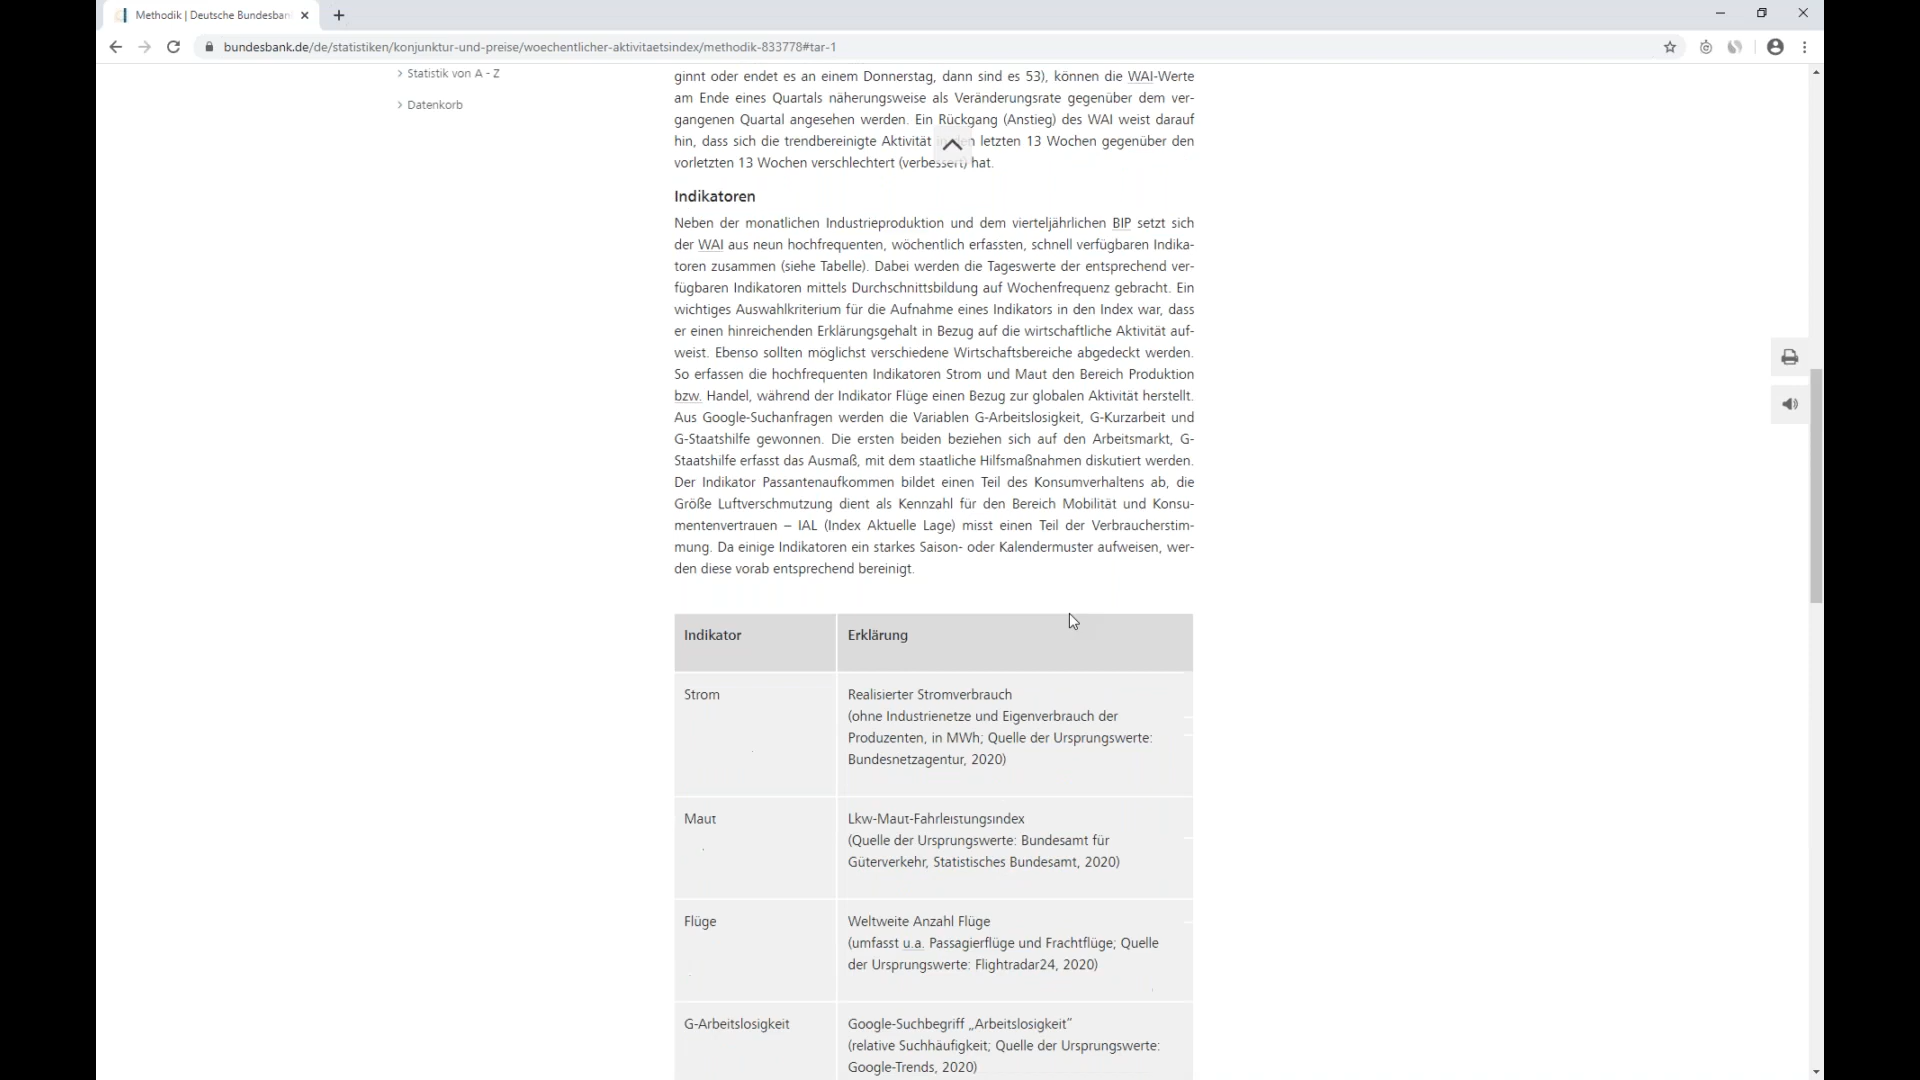 Methodik | Deutsche Bundesban
bundesbank.de/de/statistiken/konjunktur-und-preise/woechentlicher-aktivitaetsindex/methodik-833778#tar-1
Statistik von A - Z
Datenkorb
ginnt oder endet es an einem Donnerstag, dann sind es 53), können die WAI-Werte
am Ende eines Quartals näherungsweise als Veränderungsrate gegenüber dem ver-
gangenen Quartal angesehen werden. Ein Rückgang (Anstieg) des WAI weist darauf
hin, dass sich die trendbereinigte Aktivität in den letzten 13 Wochen gegenüber den
vorletzten 13 Wochen verschlechtert (verbessert) hat.
Indikatoren
Neben der monatlichen Industrieproduktion und dem vierteljährlichen BIP setzt sich
der WAI aus neun hochfrequenten, wöchentlich erfassten, schnell verfügbaren Indika-
toren zusammen (siehe Tabelle). Dabei werden die Tageswerte der entsprechend ver-
fügbaren Indikatoren mittels Durchschnittsbildung auf Wochenfrequenz gebracht. Ein
wichtiges Auswahlkriterium für die Aufnahme eines Indikators in den Index war, dass
er einen hinreichenden Erklärungsgehalt in Bezug auf die wirtschaftliche Aktivität auf-
weist. Ebenso sollten möglichst verschiedene Wirtschaftsbereiche abgedeckt werden.
So erfassen die hochfrequenten Indikatoren Strom und Maut den Bereich Produktion
bzw. Handel, während der Indikator Flüge einen Bezug zur globalen Aktivität herstellt.
Aus Google-Suchanfragen werden die Variablen G-Arbeitslosigkeit, G-Kurzarbeit und
G-Staatshilfe gewonnen. Die ersten beiden beziehen sich auf den Arbeitsmarkt, G-
Staatshilfe erfasst das Ausmaß, mit dem staatliche Hilfsmaßnahmen diskutiert werden.
Der Indikator Passantenaufkommen bildet einen Teil des Konsumverhaltens ab, die
Größe Luftverschmutzung dient als Kennzahl für den Bereich Mobilität und Konsu-
mentenvertrauen – IAL (Index Aktuelle Lage) misst einen Teil der Verbraucherstim-
mung. Da einige Indikatoren ein starkes Saison- oder Kalendermuster aufweisen, wer-
den diese vorab entsprechend bereinigt.
Indikator
Erklärung
Strom
Realisierter Stromverbrauch
(ohne Industrienetze und Eigenverbrauch der
Produzenten, in MWh; Quelle der Ursprungswerte:
Bundesnetzagentur, 2020)
Maut
Lkw-Maut-Fahrleistungsindex
(Quelle der Ursprungswerte: Bundesamt für
Güterverkehr, Statistisches Bundesamt, 2020)
Flüge
Weltweite Anzahl Flüge
(umfasst u.a. Passagierflüge und Frachtflüge; Quelle
der Ursprungswerte: Flightradar24, 2020)
G-Arbeitslosigkeit
Google-Suchbegriff „Arbeitslosigkeit“
(relative Suchhäufigkeit; Quelle der Ursprungswerte:
Google-Trends, 2020)